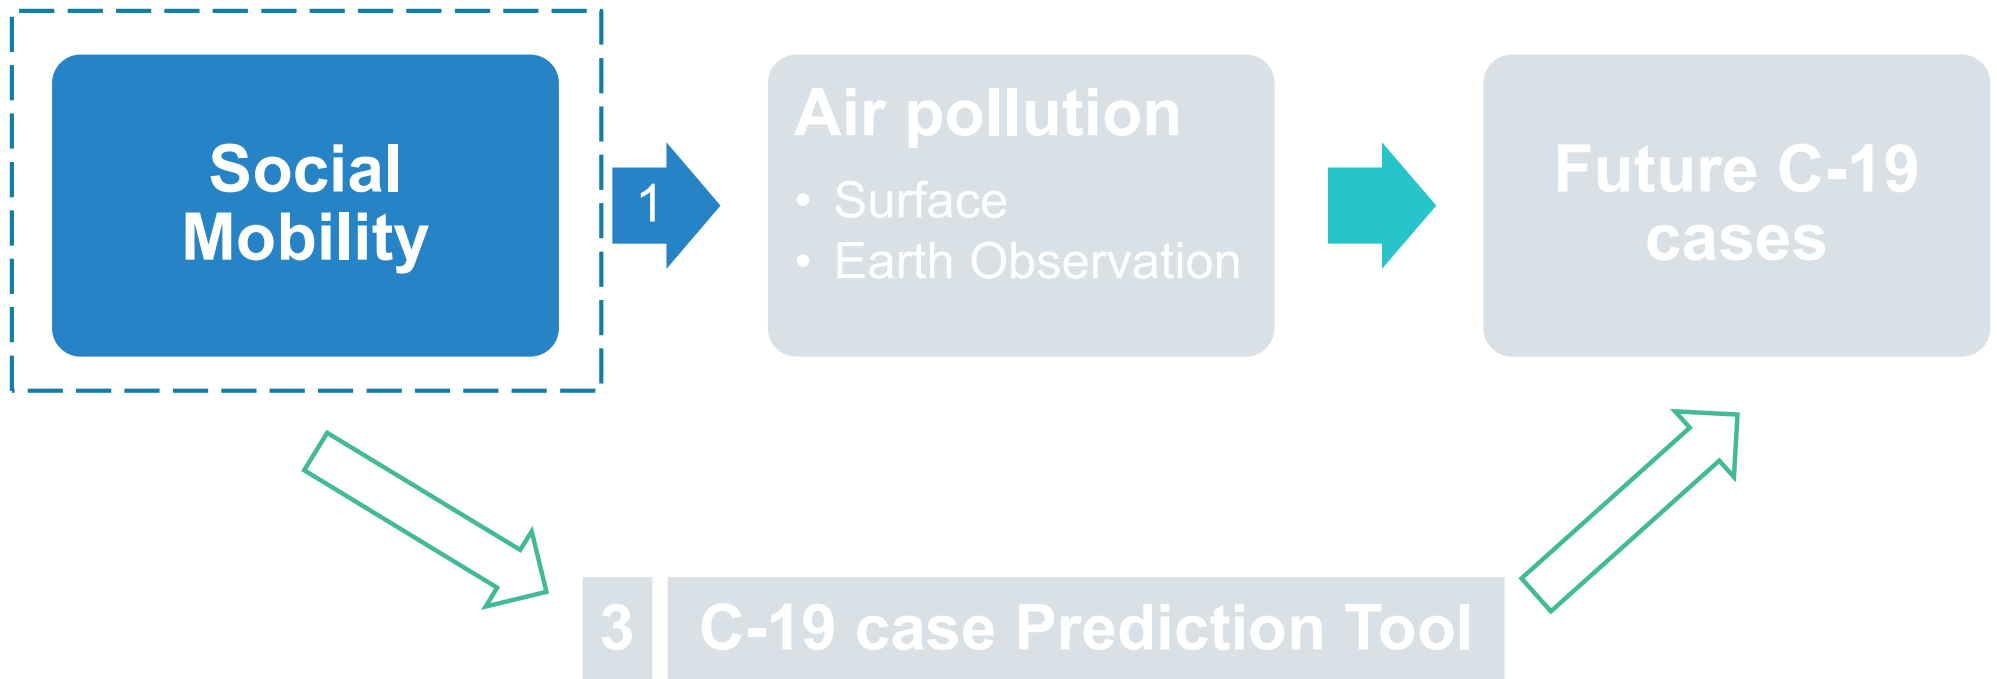 Social
Mobility
1
Air pollution
• Surface
• Earth Observation
Future C-19
cases
3
C-19 case Prediction Tool